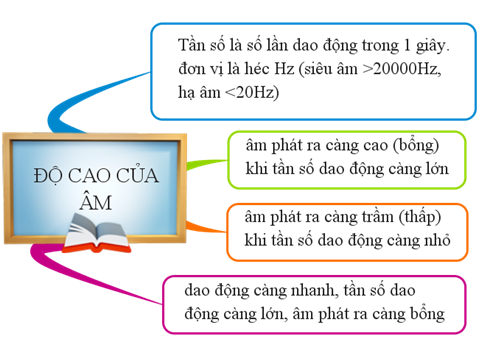 Tần số là số lần dao động trong 1 giây.
đơn vị là héc Hz (siêu âm >20000Hz,
hạ âm <20Hz)
ĐỘ CAO CỦA
ÂM
âm phát ra càng cao (bổng)
khi tần số dao động càng lớn
âm phát ra càng trầm (thấp)
khi tần số dao động càng nhỏ
dao động càng nhanh, tần số dao
động càng lớn, âm phát ra càng bổng